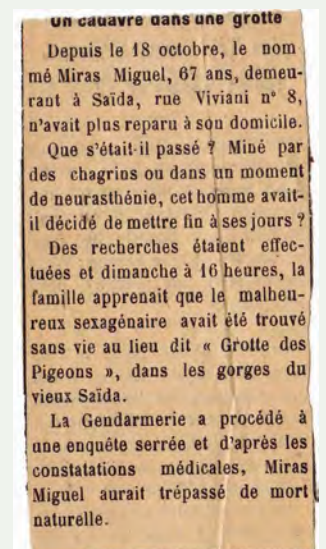 Un cadavre dans une grotte
Depuis le 18 octobre, le nom
mé Miras Miguel, 67 ans, demeu-
rant à Saïda, rue Viviani n° 8,
n'avait plus reparu à son domicile.
Que s'était-il passé ? Miné par
des chagrins ou dans un moment
de neurasthénie, cet homme avait-
il décidé de mettre fin à ses jours ?
Des recherches étaient effec-
tuées et dimanche à 16 heures, la
famille apprenait que le malheu-
reux sexagénaire avait été trouvé
sans vie au lieu dit « Grotte des
Pigeons », dans les gorges du
vieux Saïda.
La Gendarmerie a procédé à
une enquête serrée et d'après les
constatations médicales, Miras
Miguel aurait trépassé de mort
naturelle.